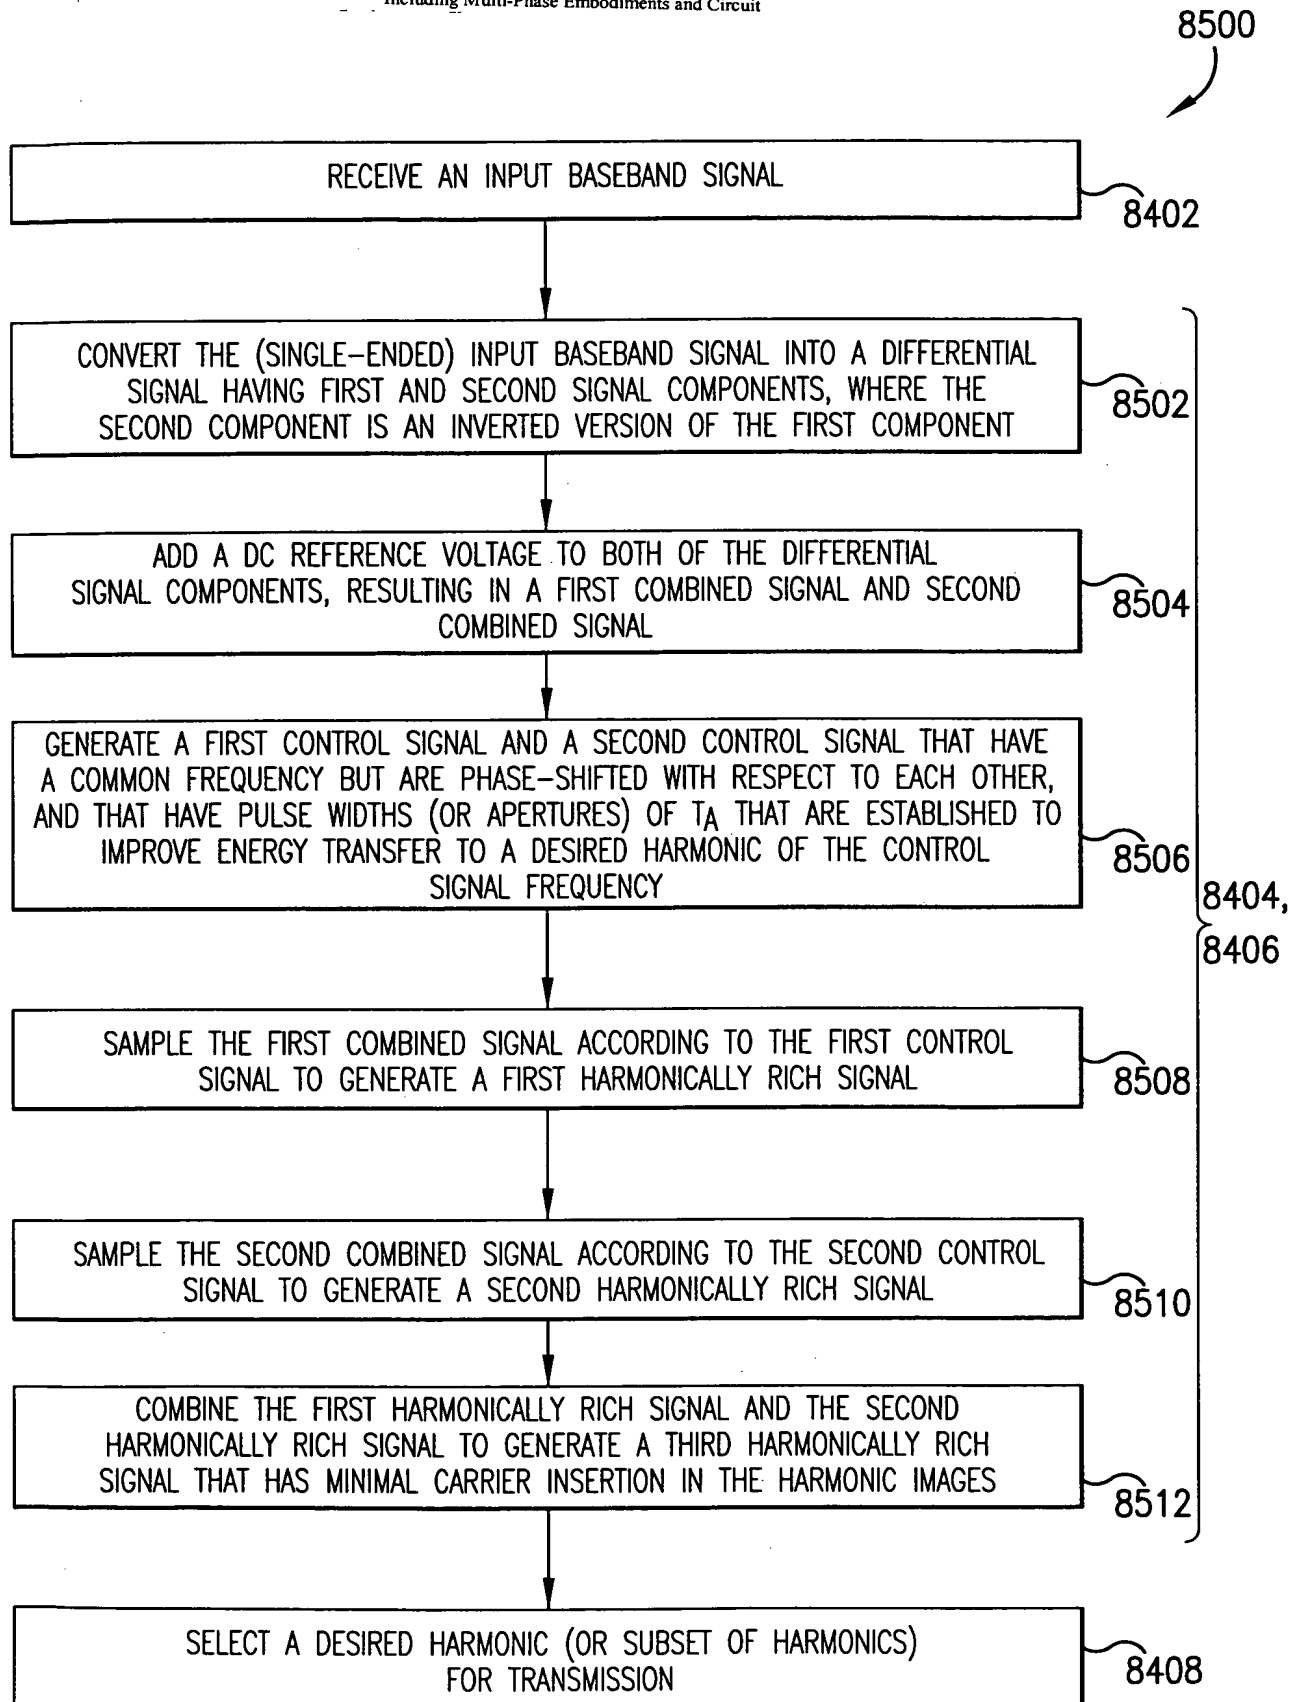 Including Multi-Phase Embodiments and Circuit
8500
RECEIVE AN INPUT BASEBAND SIGNAL
8402
CONVERT THE (SINGLE-ENDED) INPUT BASEBAND SIGNAL INTO A DIFFERENTIAL
SIGNAL HAVING FIRST AND SECOND SIGNAL COMPONENTS, WHERE THE
SECOND COMPONENT IS AN INVERTED VERSION OF THE FIRST COMPONENT
8502
ADD A DC REFERENCE VOLTAGE TO BOTH OF THE DIFFERENTIAL
SIGNAL COMPONENTS, RESULTING IN A FIRST COMBINED SIGNAL AND SECOND
COMBINED SIGNAL
8504
GENERATE A FIRST CONTROL SIGNAL AND A SECOND CONTROL SIGNAL THAT HAVE
A COMMON FREQUENCY BUT ARE PHASE-SHIFTED WITH RESPECT TO EACH OTHER,
AND THAT HAVE PULSE WIDTHS (OR APERTURES) OF TA THAT ARE ESTABLISHED TO
IMPROVE ENERGY TRANSFER TO A DESIRED HARMONIC OF THE CONTROL
SIGNAL FREQUENCY
8506
8404,
8406
SAMPLE THE FIRST COMBINED SIGNAL ACCORDING TO THE FIRST CONTROL
SIGNAL TO GENERATE A FIRST HARMONICALLY RICH SIGNAL
8508
SAMPLE THE SECOND COMBINED SIGNAL ACCORDING TO THE SECOND CONTROL
SIGNAL TO GENERATE A SECOND HARMONICALLY RICH SIGNAL
8510
COMBINE THE FIRST HARMONICALLY RICH SIGNAL AND THE SECOND
HARMONICALLY RICH SIGNAL TO GENERATE A THIRD HARMONICALLY RICH
SIGNAL THAT HAS MINIMAL CARRIER INSERTION IN THE HARMONIC IMAGES
8512
SELECT A DESIRED HARMONIC (OR SUBSET OF HARMONICS)
FOR TRANSMISSION
8408